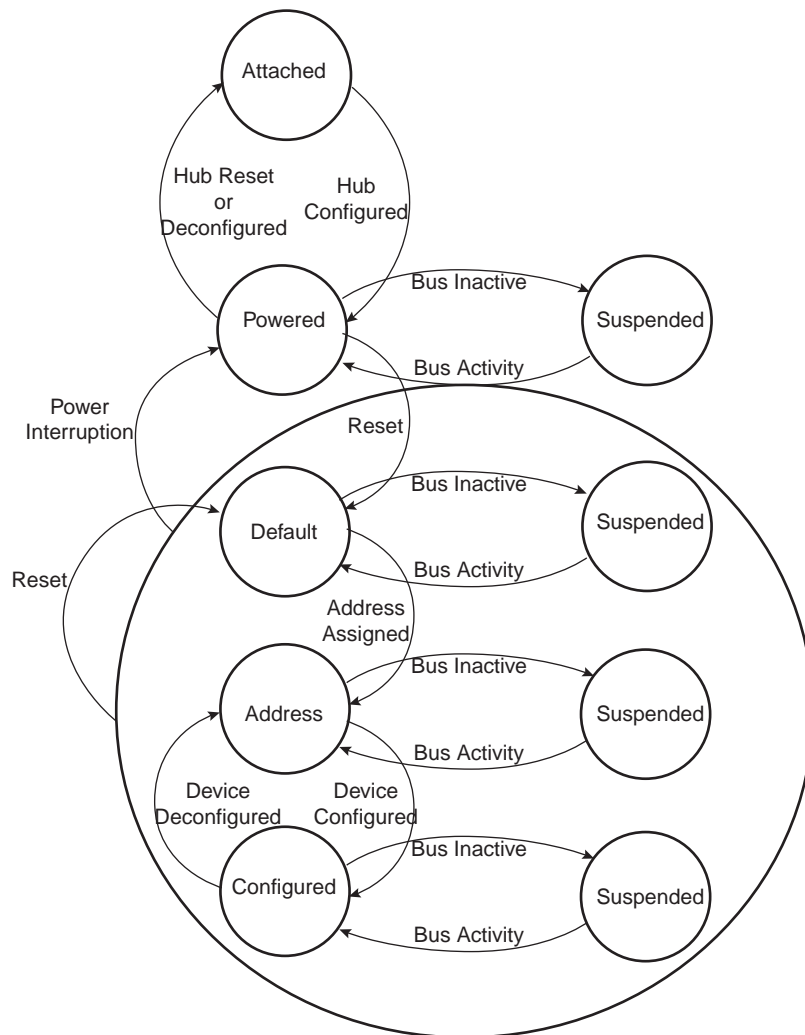 Attached
Hub Reset
or
Deconfigured
Hub
Configured
Powered
Bus Inactive
Suspended
Bus Activity
Power
Interruption
Reset
Default
Bus Inactive
Suspended
Bus Activity
Reset
Address
Assigned
Address
Bus Inactive
Suspended
Bus Activity
Device
Deconfigured
Device
Configured
Configured
Bus Inactive
Suspended
Bus Activity